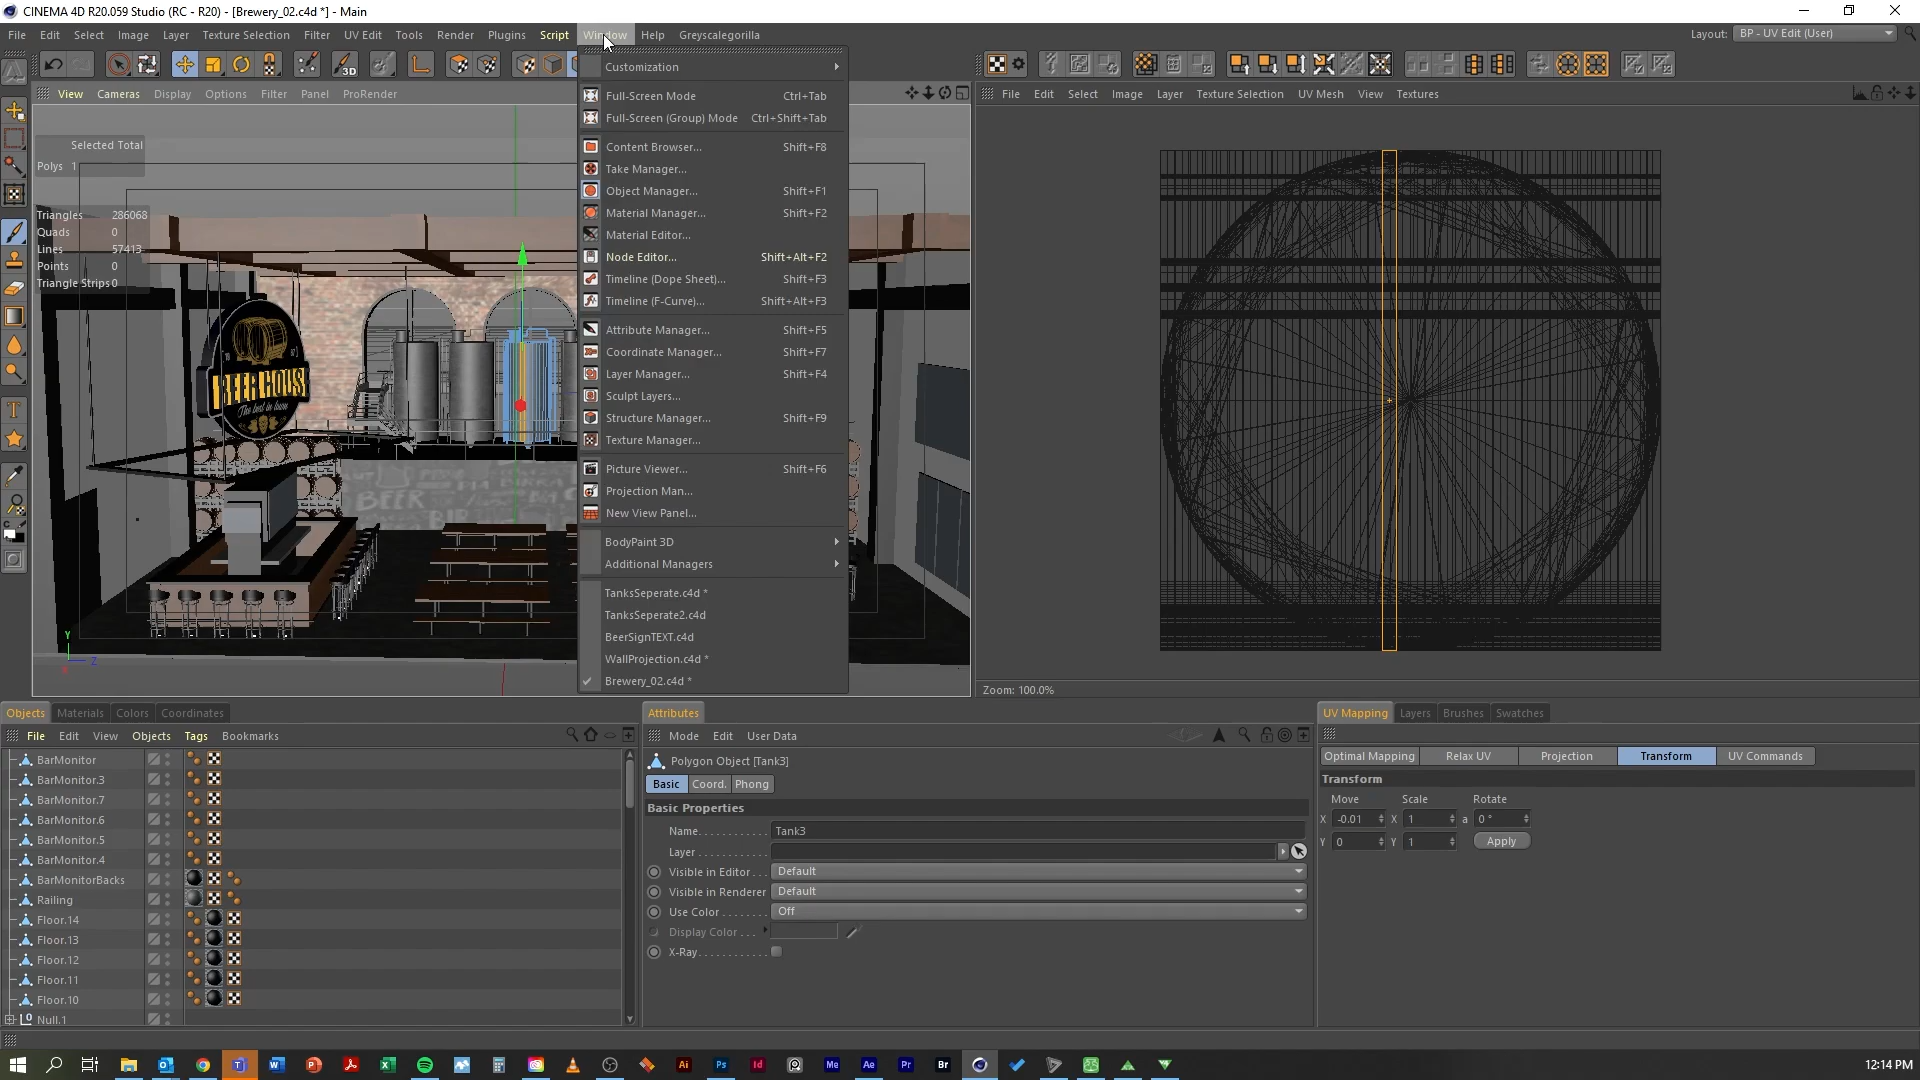 CINEMA 4D R20.059 Studio (RC - R20) - [Brewery_02.c4d *] - Main
File Edit Select Image Layer Texture Selection Filter UV Edit Tools Render Plugins Script Window Help Greyscalegorilla
Layout: BP - UV Edit (User)
View Cameras Display Options Filter Panel ProRender
File Edit Select Image Layer Texture Selection UV Mesh View Textures
Selected Total
Polys 1
Triangles 286068
Quads 0
Lines 57413
Points 0
Triangle Strips 0
BEER HOUSE
The best in town
BEER
Y
Z
X
Customization
Full-Screen Mode Ctrl+Tab
Full-Screen (Group) Mode Ctrl+Shift+Tab
Content Browser... Shift+F8
Take Manager...
Object Manager... Shift+F1
Material Manager... Shift+F2
Material Editor...
Node Editor... Shift+Alt+F2
Timeline (Dope Sheet)... Shift+F3
Timeline (F-Curve)... Shift+Alt+F3
Attribute Manager... Shift+F5
Coordinate Manager... Shift+F7
Layer Manager... Shift+F4
Sculpt Layers...
Structure Manager... Shift+F9
Texture Manager...
Picture Viewer... Shift+F6
Projection Man...
New View Panel...
BodyPaint 3D
Additional Managers
TanksSeperate.c4d *
TanksSeperate2.c4d
BeerSignTEXT.c4d
WallProjection.c4d *
Brewery_02.c4d *
Zoom: 100.0%
Objects Materials Colors Coordinates
File Edit View Objects Tags Bookmarks
BarMonitor
BarMonitor.3
BarMonitor.7
BarMonitor.6
BarMonitor.5
BarMonitor.4
BarMonitorBacks
Railing
Floor.14
Floor.13
Floor.12
Floor.11
Floor.10
Null.1
Attributes
Mode Edit User Data
Polygon Object [Tank3]
Basic Coord. Phong
Basic Properties
Name. . . . . . . . . . Tank3
Layer . . . . . . . . . .
Visible in Editor . . . Default
Visible in Renderer Default
Use Color . . . . . . . Off
Display Color . . .
X-Ray. . . . . . . . . . .
UV Mapping Layers Brushes Swatches
Optimal Mapping Relax UV Projection Transform UV Commands
Transform
Move Scale Rotate
X -0.01 X 1 a 0 °
Y 0 Y 1 Apply
12:14 PM